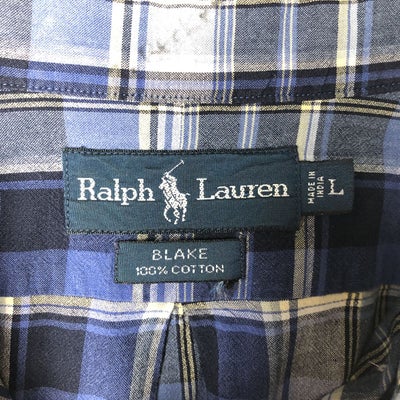 Ralph Lauren
MADE IN
INDIA
L
BLAKE
100% COTTON